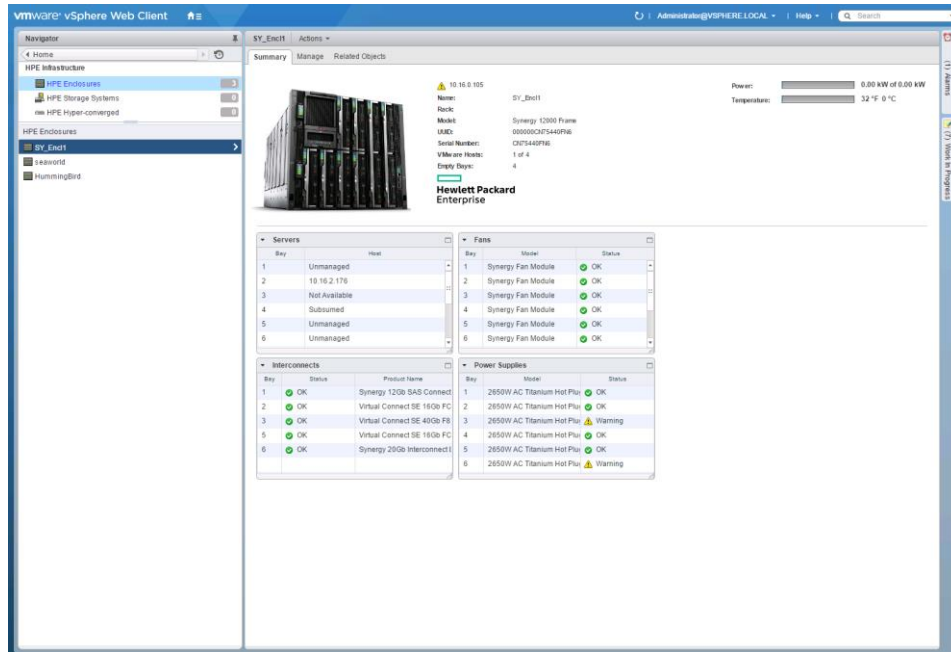 vmware® vSphere Web Client
Administrator@VSPHERE.LOCAL
Help
Search
Navigator
Home
HPE Infrastructure
HPE Enclosures 3
HPE Storage Systems 0
HPE Hyper-converged 0
HPE Enclosures
SY_Encl1
seaworld
HummingBird
SY_Encl1 Actions
Summary Manage Related Objects
10.16.0.105
Name: SY_Encl1
Rack:
Model: Synergy 12000 Frame
UUID: 000000CN75440FN6
Serial Number: CN75440FN6
VMware Hosts: 1 of 4
Empty Bays: 4
Hewlett Packard
Enterprise
Power: 0.00 kW of 0.00 kW
Temperature: 32 °F 0 °C
Servers
Bay Host
1 Unmanaged
2 10.16.2.176
3 Not Available
4 Subsumed
5 Unmanaged
6 Unmanaged
Fans
Bay Model Status
1 Synergy Fan Module OK
2 Synergy Fan Module OK
3 Synergy Fan Module OK
4 Synergy Fan Module OK
5 Synergy Fan Module OK
6 Synergy Fan Module OK
Interconnects
Bay Status Product Name
1 OK Synergy 12Gb SAS Connect
2 OK Virtual Connect SE 16Gb FC
3 OK Virtual Connect SE 40Gb F8
5 OK Virtual Connect SE 16Gb FC
6 OK Synergy 20Gb Interconnect
Power Supplies
Bay Model Status
1 2650W AC Titanium Hot Plu OK
2 2650W AC Titanium Hot Plu OK
3 2650W AC Titanium Hot Plu Warning
4 2650W AC Titanium Hot Plu OK
5 2650W AC Titanium Hot Plu OK
6 2650W AC Titanium Hot Plu Warning
(1) Alarms
(7) Work In Progress